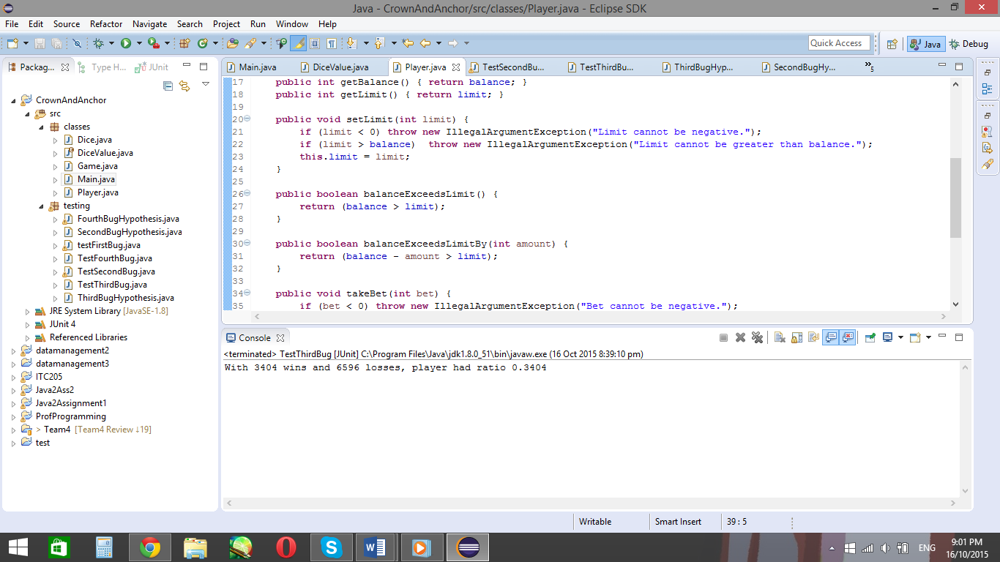 Java - CrownAndAnchor/src/classes/Player.java - Eclipse SDK
File Edit Source Refactor Navigate Search Project Run Window Help
Quick Access Java Debug
Packag... Type H... JUnit
CrownAndAnchor
src
classes
Dice.java
DiceValue.java
Game.java
Main.java
Player.java
testing
FourthBugHypothesis.java
SecondBugHypothesis.java
testFirstBug.java
TestFourthBug.java
TestSecondBug.java
TestThirdBug.java
ThirdBugHypothesis.java
JRE System Library [JavaSE-1.8]
JUnit 4
Referenced Libraries
datamanagement2
datamanagement3
ITC205
Java2Ass2
Java2Assignment1
ProfProgramming
> Team4 [Team4 Review ↓19]
test
Main.java DiceValue.java Player.java TestSecondBu... TestThirdBu... ThirdBugHyp... SecondBugHy... »5
17 public int getBalance() { return balance; }
18 public int getLimit() { return limit; }
19
20 public void setLimit(int limit) {
21 if (limit < 0) throw new IllegalArgumentException("Limit cannot be negative.");
22 if (limit > balance)  throw new IllegalArgumentException("Limit cannot be greater than balance.");
23 this.limit = limit;
24 }
25
26 public boolean balanceExceedsLimit() {
27 return (balance > limit);
28 }
29
30 public boolean balanceExceedsLimitBy(int amount) {
31 return (balance - amount > limit);
32 }
33
34 public void takeBet(int bet) {
35 if (bet < 0) throw new IllegalArgumentException("Bet cannot be negative.");
Console
<terminated> TestThirdBug [JUnit] C:\Program Files\Java\jdk1.8.0_51\bin\javaw.exe (16 Oct 2015 8:39:10 pm)
With 3404 wins and 6596 losses, player had ratio 0.3404
Writable Smart Insert 39 : 5
ENG 9:01 PM
16/10/2015